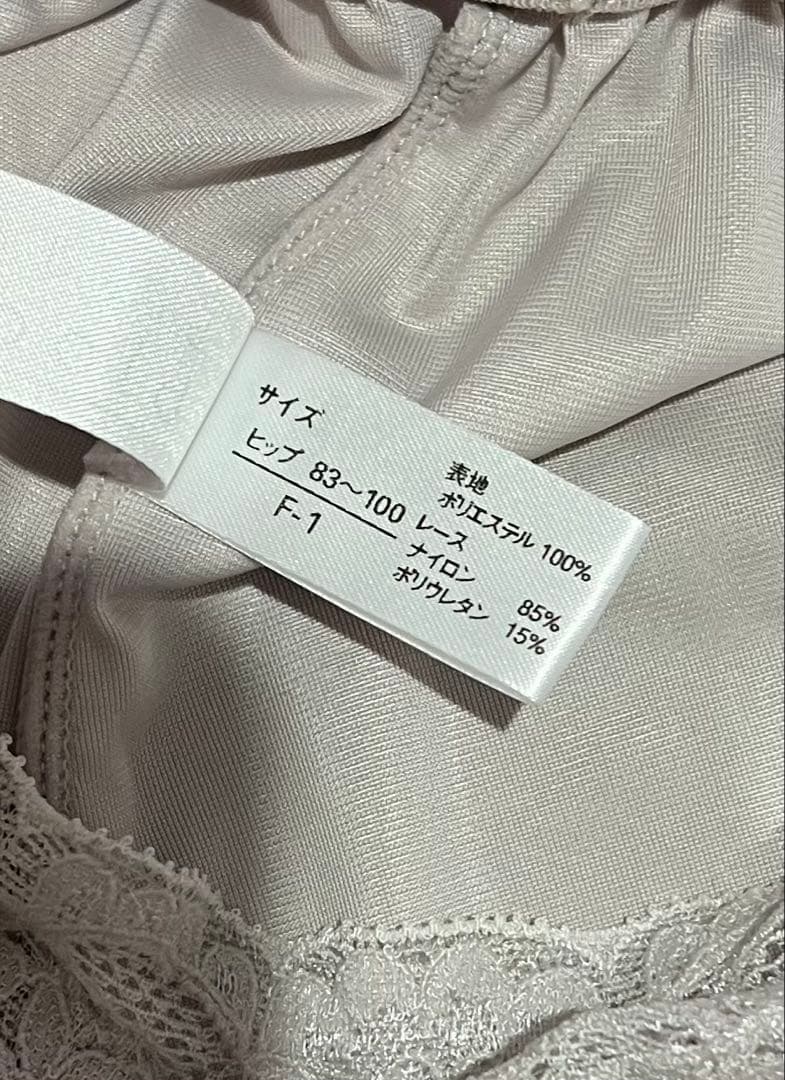 サイズ
ヒップ 83～100
F-1
表地
ポリエステル 100%
レース
ナイロン 85%
ポリウレタン 15%